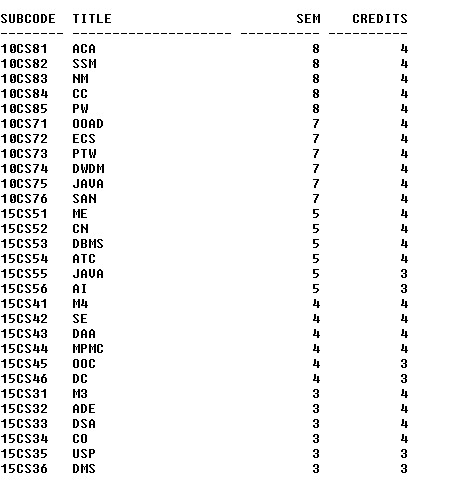 SUBCODE  TITLE                       SEM    CREDITS
-------- -------------------- ---------- ----------
10CS81   ACA                           8          4
10CS82   SSM                           8          4
10CS83   NM                            8          4
10CS84   CC                            8          4
10CS85   PW                            8          4
10CS71   OOAD                          7          4
10CS72   ECS                           7          4
10CS73   PTW                           7          4
10CS74   DWDM                          7          4
10CS75   JAVA                          7          4
10CS76   SAN                           7          4
15CS51   ME                            5          4
15CS52   CN                            5          4
15CS53   DBMS                          5          4
15CS54   ATC                           5          4
15CS55   JAVA                          5          3
15CS56   AI                            5          3
15CS41   M4                            4          4
15CS42   SE                            4          4
15CS43   DAA                           4          4
15CS44   MPMC                          4          4
15CS45   OOC                           4          3
15CS46   DC                            4          3
15CS31   M3                            3          4
15CS32   ADE                           3          4
15CS33   DSA                           3          4
15CS34   CO                            3          4
15CS35   USP                           3          3
15CS36   DMS                           3          3